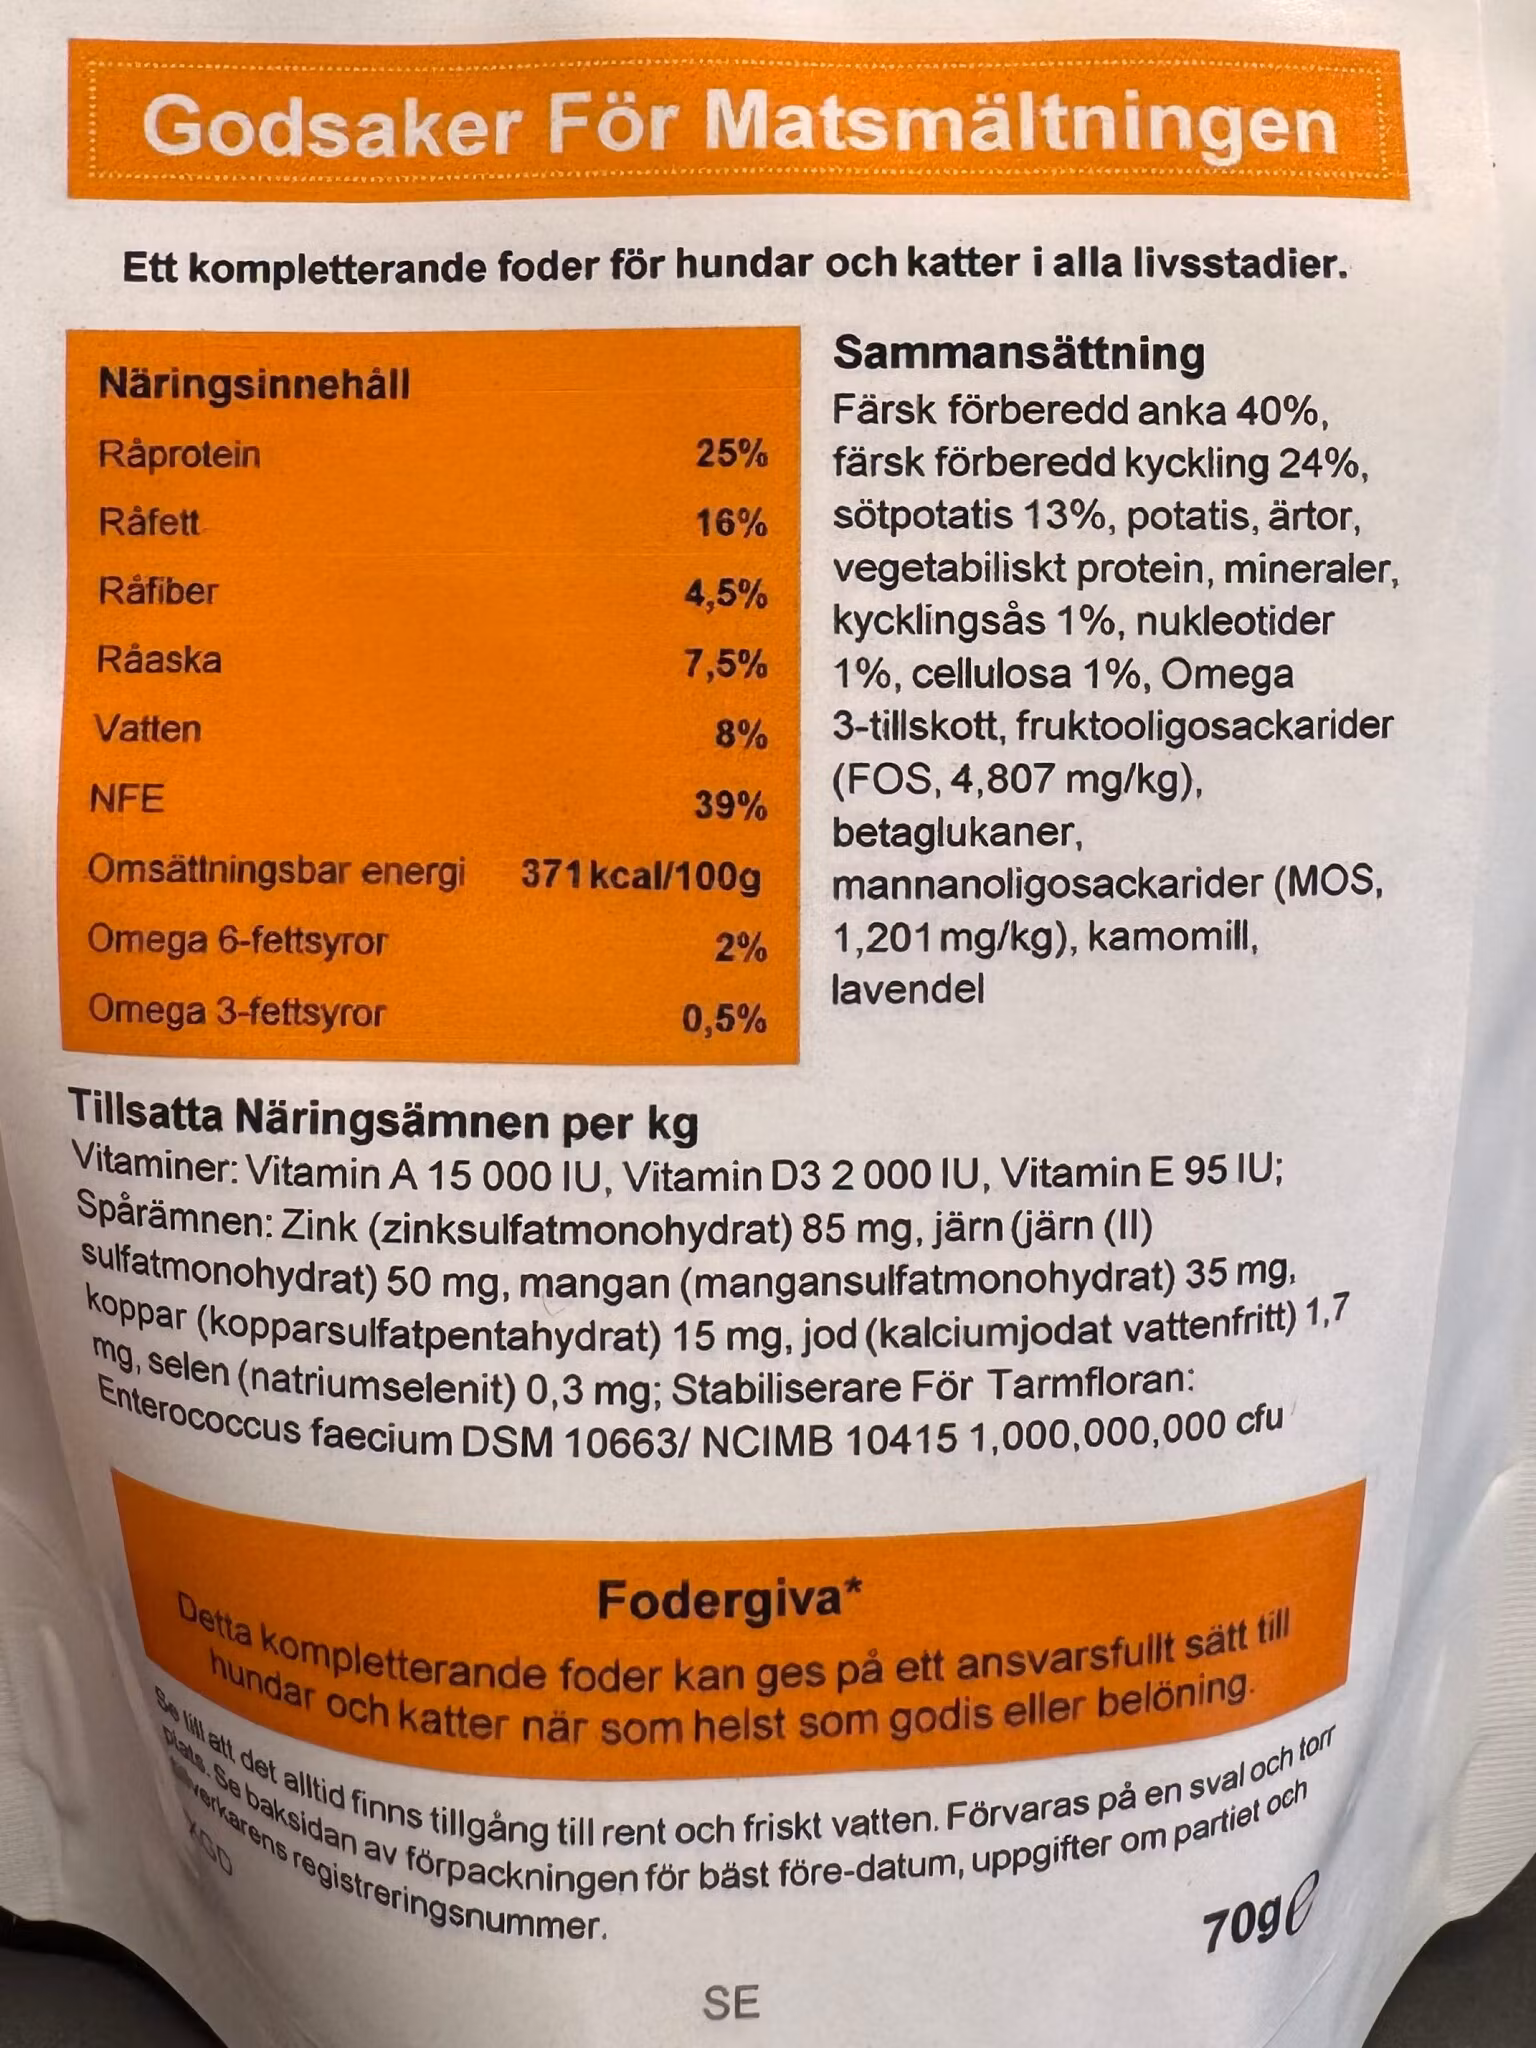 Godsaker För Matsmältningen
Ett kompletterande foder för hundar och katter i alla livsstadier.
Näringsinnehåll
Råprotein 25%
Råfett 16%
Råfiber 4,5%
Råaska 7,5%
Vatten 8%
NFE 39%
Omsättningsbar energi 371 kcal/100g
Omega 6-fettsyror 2%
Omega 3-fettsyror 0,5%
Sammansättning
Färsk förberedd anka 40%,
färsk förberedd kyckling 24%,
sötpotatis 13%, potatis, ärtor,
vegetabiliskt protein, mineraler,
kycklingsås 1%, nukleotider
1%, cellulosa 1%, Omega
3-tillskott, fruktooligosackarider
(FOS, 4,807 mg/kg),
betaglukaner,
mannanoligosackarider (MOS,
1,201 mg/kg), kamomill,
lavendel
Tillsatta Näringsämnen per kg
Vitaminer: Vitamin A 15 000 IU, Vitamin D3 2 000 IU, Vitamin E 95 IU;
Spårämnen: Zink (zinksulfatmonohydrat) 85 mg, järn (järn (II)
sulfatmonohydrat) 50 mg, mangan (mangansulfatmonohydrat) 35 mg,
koppar (kopparsulfatpentahydrat) 15 mg, jod (kalciumjodat vattenfritt) 1,7
mg, selen (natriumselenit) 0,3 mg; Stabiliserare För Tarmfloran:
Enterococcus faecium DSM 10663/ NCIMB 10415 1,000,000,000 cfu
Fodergiva*
Detta kompletterande foder kan ges på ett ansvarsfullt sätt till
hundar och katter när som helst som godis eller belöning.
Se till att det alltid finns tillgång till rent och friskt vatten. Förvaras på en sval och torr
plats. Se baksidan av förpackningen för bäst före-datum, uppgifter om partiet och
tillverkarens registreringsnummer.
XGD
70g℮
SE